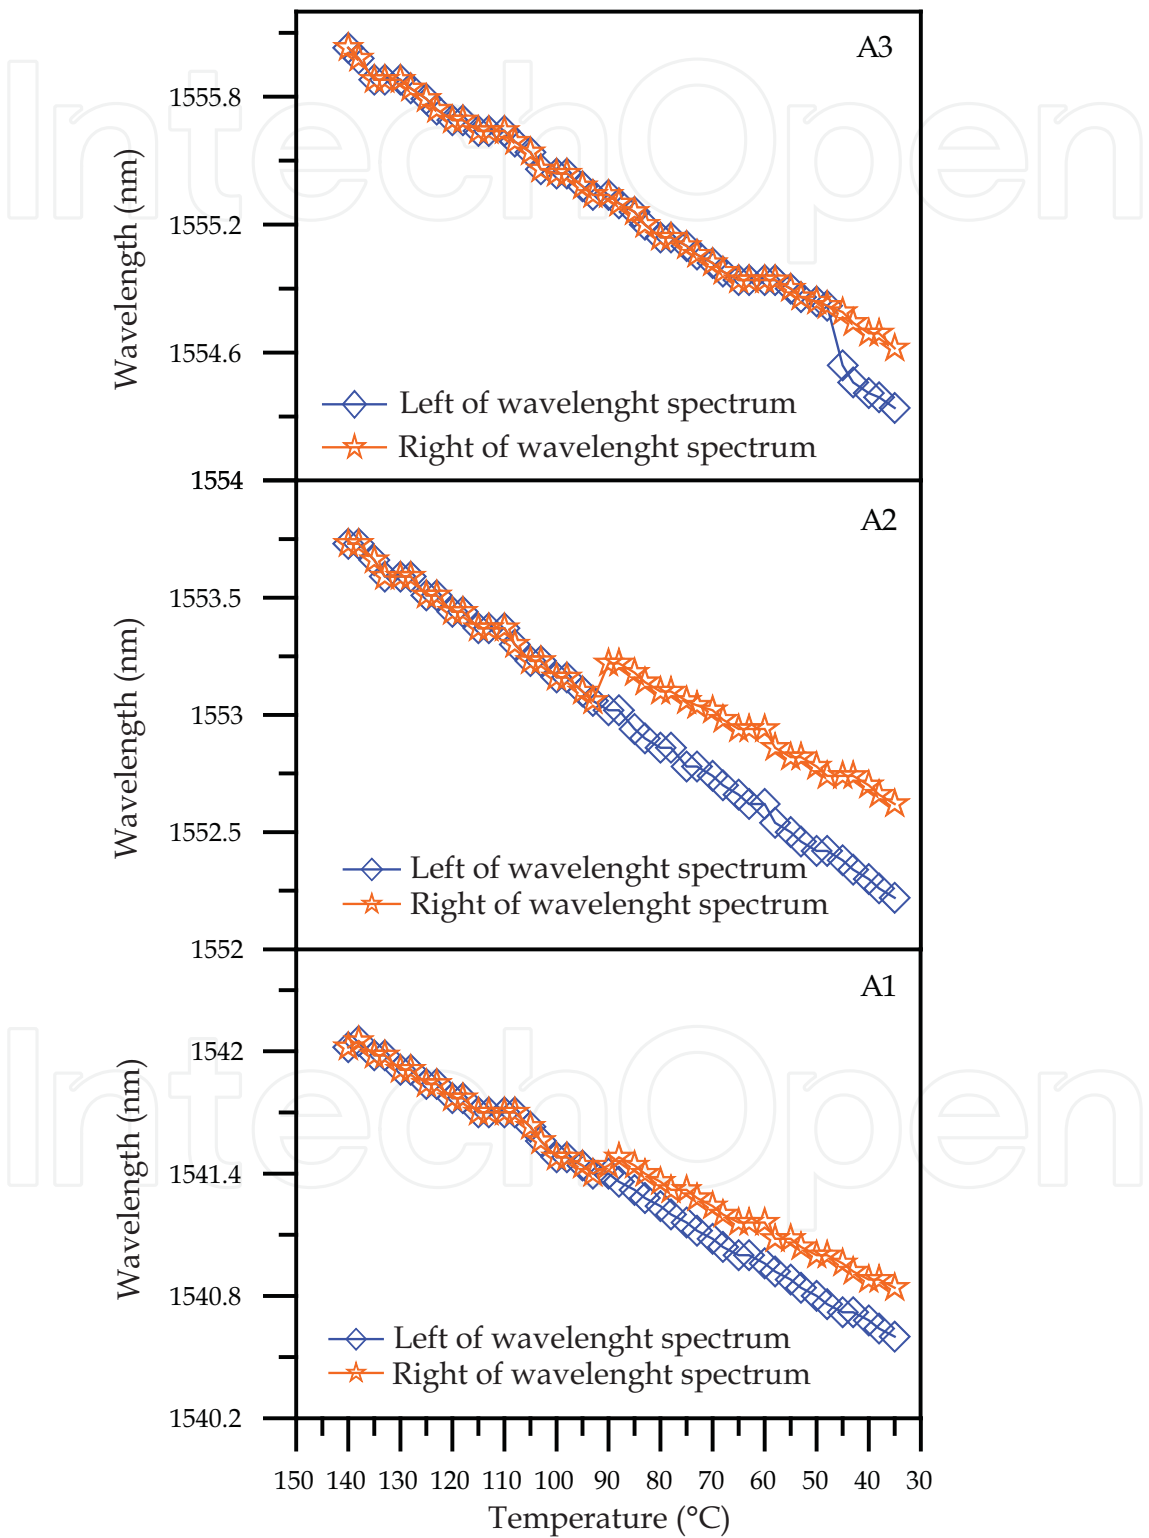 IntechOpen
A3
1555.8
1555.2
1554.6
1554
Wavelength (nm)
Left of wavelenght spectrum
Right of wavelenght spectrum
A2
1553.5
1553
1552.5
1552
Wavelength (nm)
Left of wavelenght spectrum
Right of wavelenght spectrum
IntechOpen
A1
1542
1541.4
1540.8
1540.2
Wavelength (nm)
Left of wavelenght spectrum
Right of wavelenght spectrum
150 140 130 120 110 100 90 80 70 60 50 40 30
Temperature (°C)